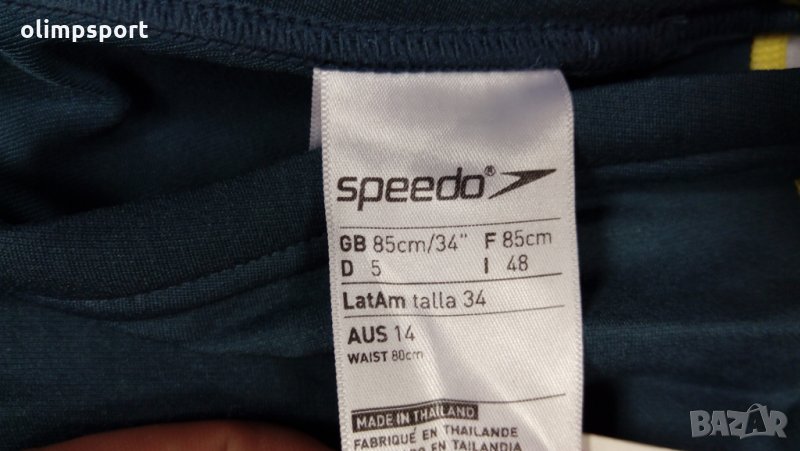 olimpsport
speedo®
GB 85cm/34" F 85cm
D 5 I 48
LatAm talla 34
AUS 14
WAIST 80cm
MADE IN THAILAND
FABRIQUÉ EN THAILANDE
EN TAILANDIA
BAZAR